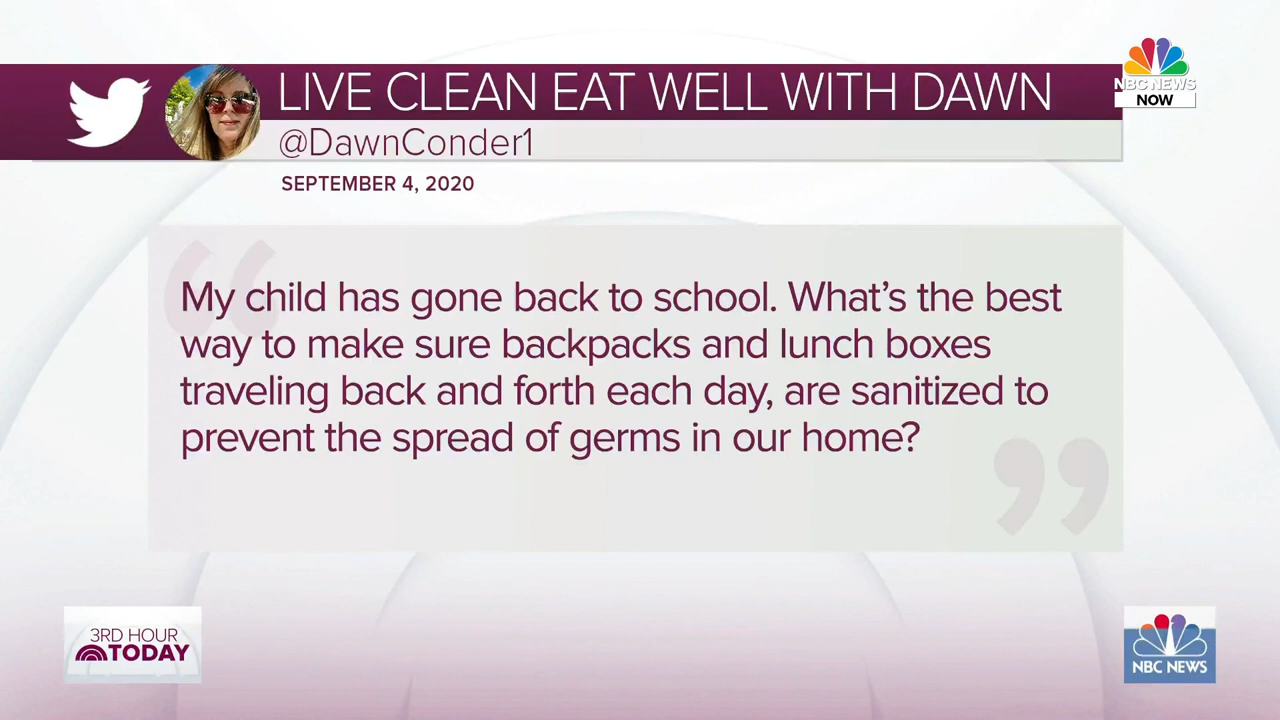 LIVE CLEAN EAT WELL WITH DAWN
NBC NEWS
NOW
@DawnConder1
SEPTEMBER 4, 2020
“My child has gone back to school. What’s the best
way to make sure backpacks and lunch boxes
traveling back and forth each day, are sanitized to
prevent the spread of germs in our home?”
3RD HOUR
TODAY
NBC NEWS